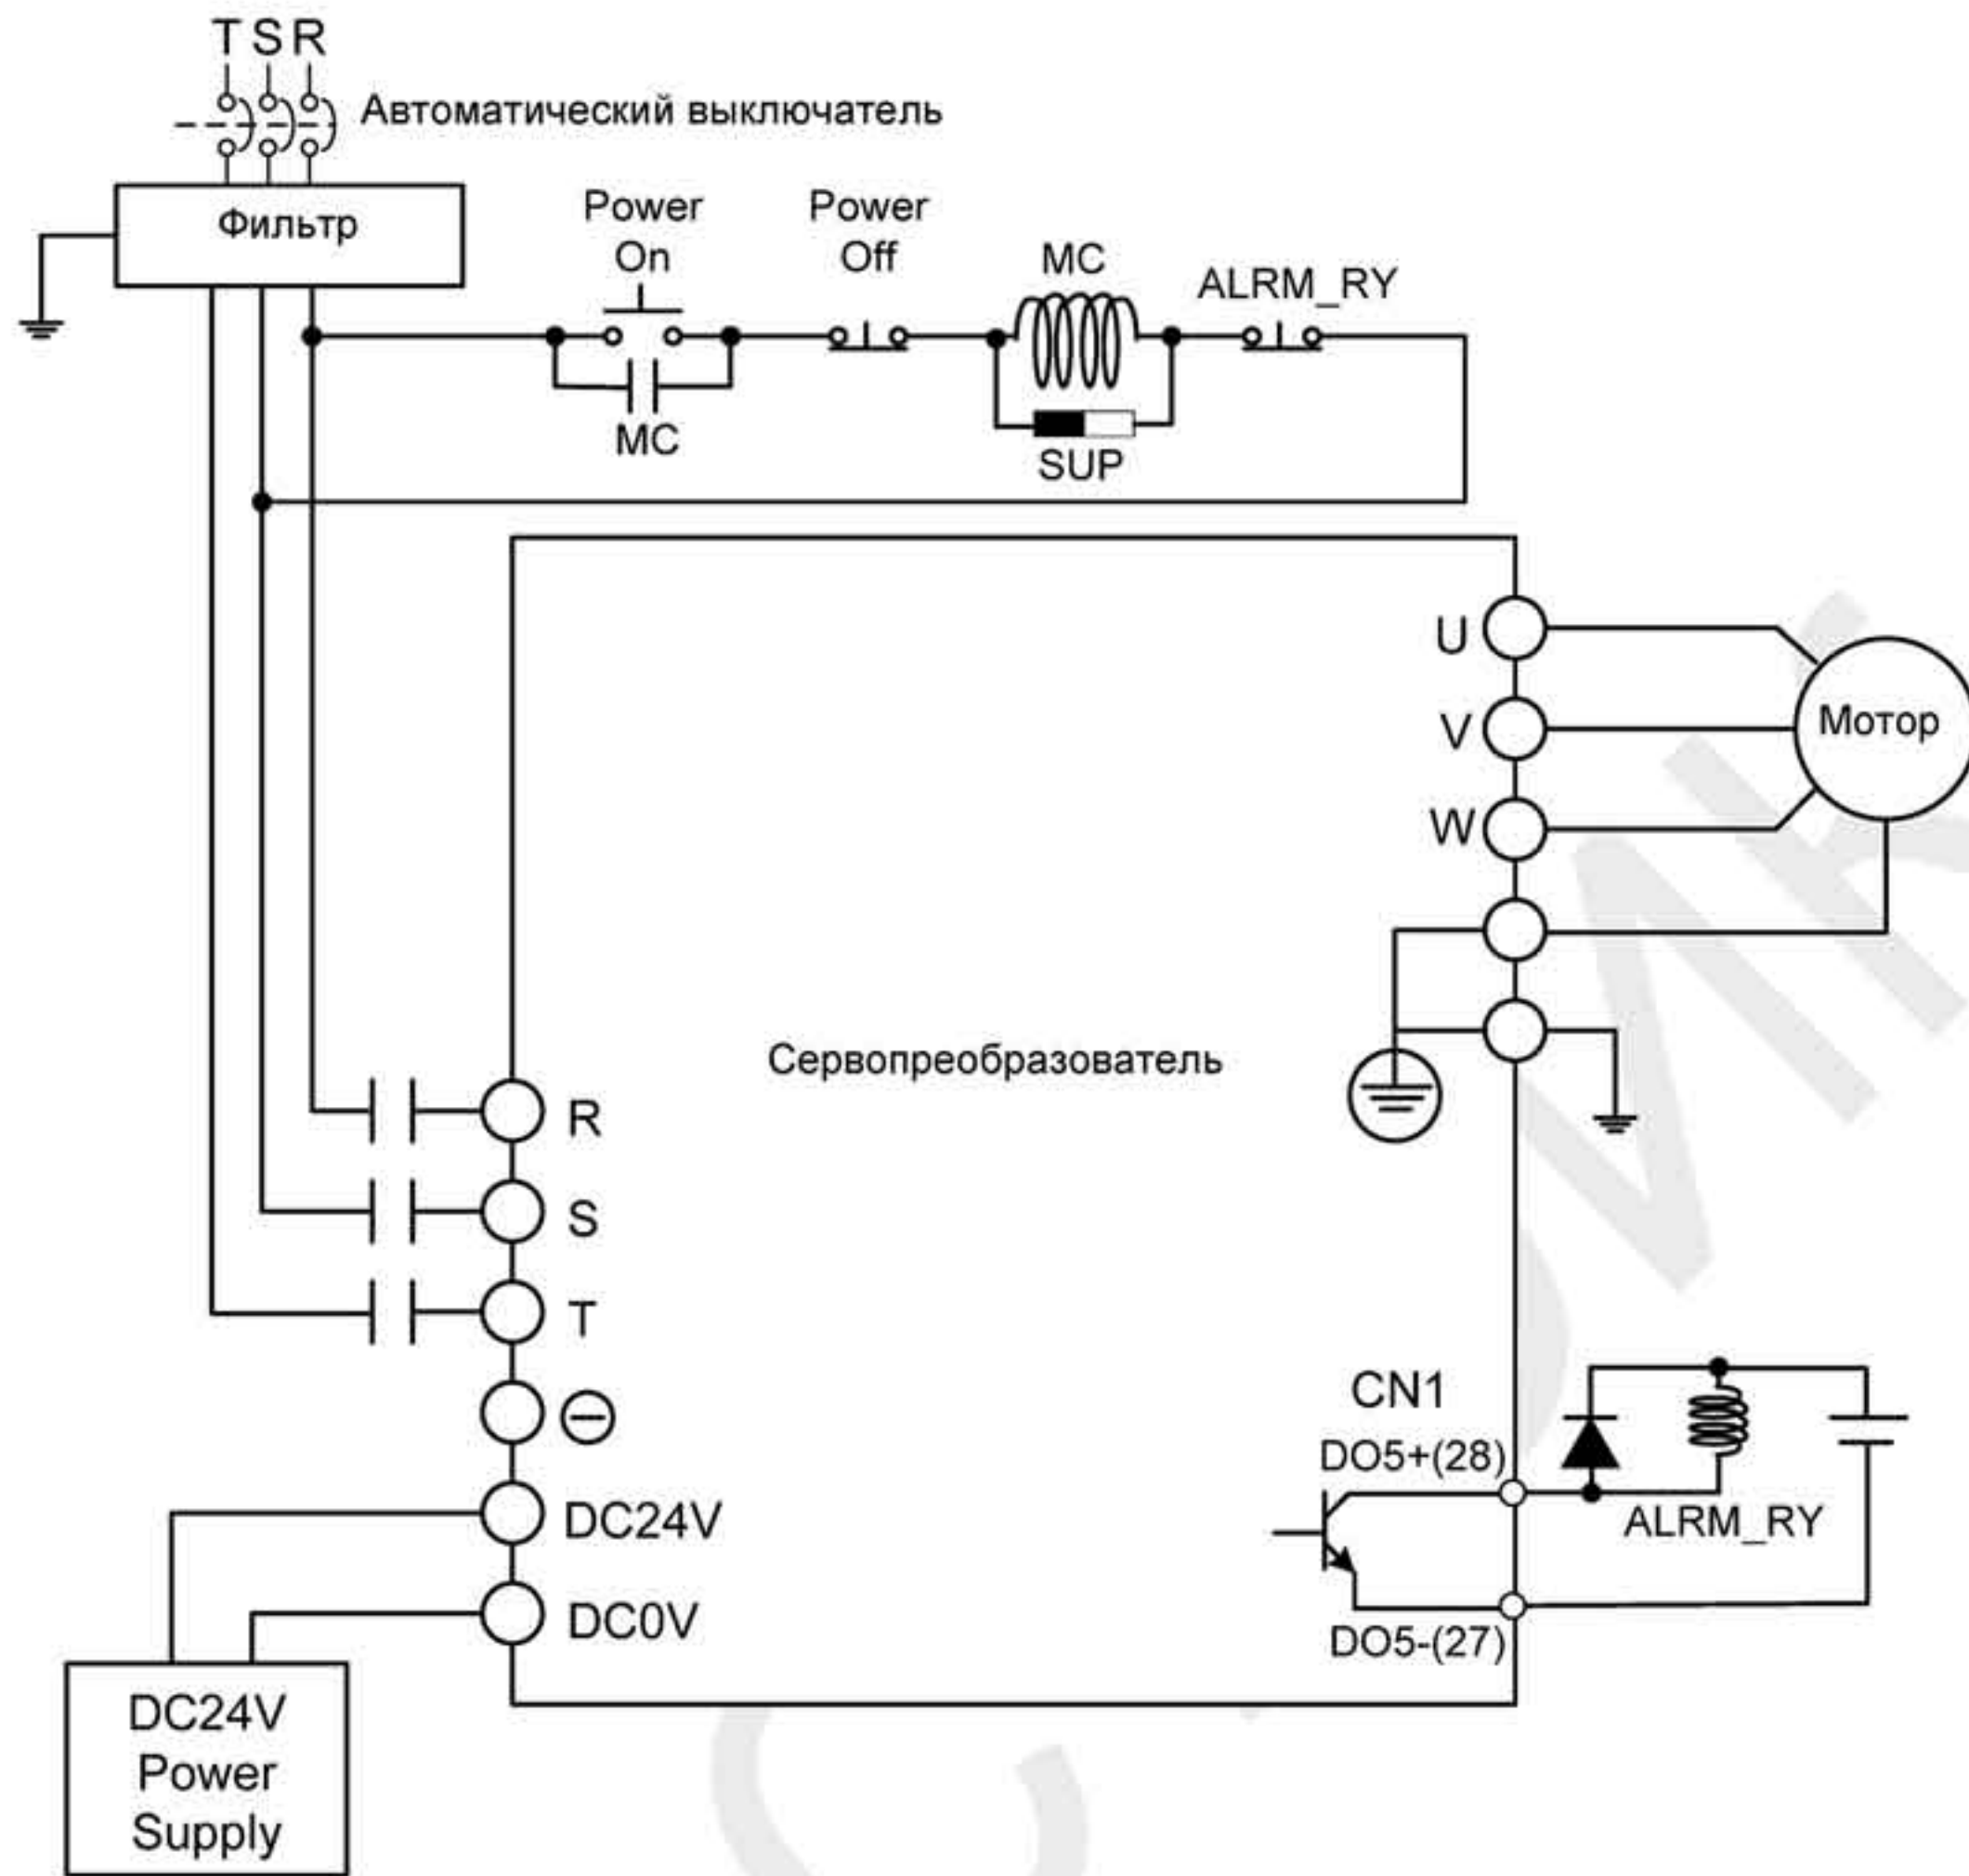 T S R
Автоматический выключатель
Фильтр
Power
On
Power
Off
MC
ALRM_RY
MC
SUP
U
V
W
Мотор
Сервопреобразователь
R
S
T
CN1
DO5+(28)
DC24V
ALRM_RY
DC0V
DO5-(27)
DC24V
Power
Supply